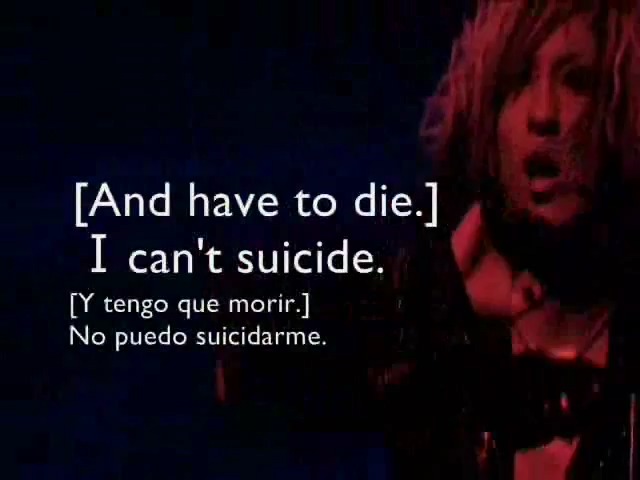 [And have to die.]
I can't suicide.
[Y tengo que morir.]
No puedo suicidarme.